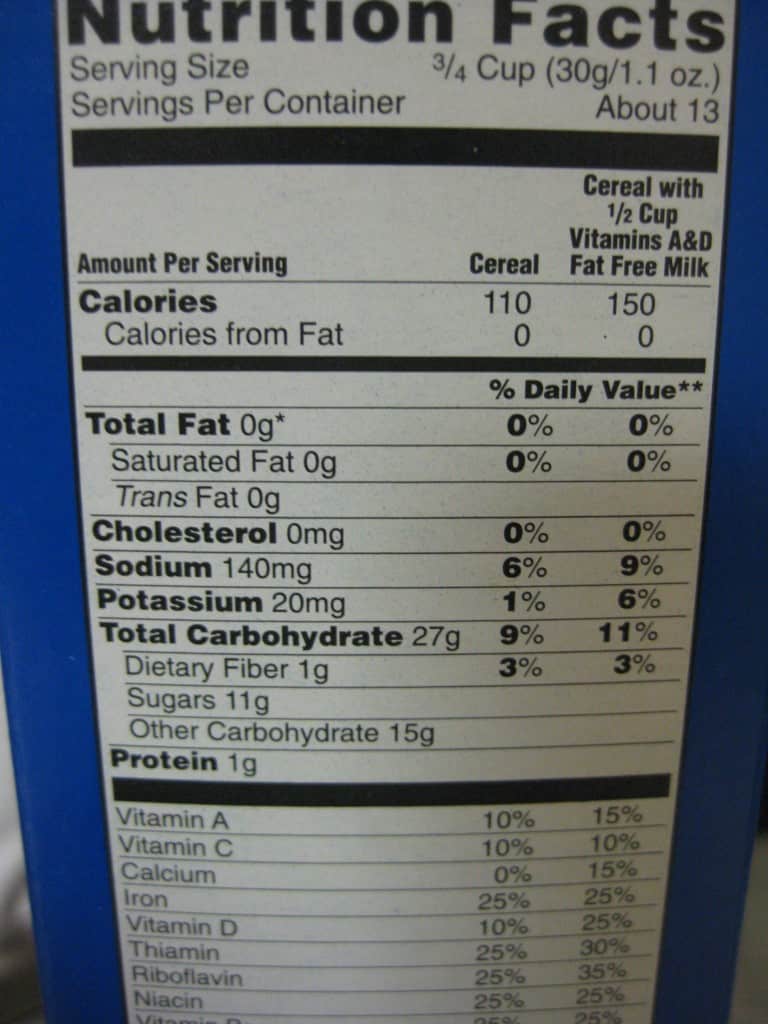 Nutrition Facts
Serving Size 3/4 Cup (30g/1.1 oz.)
Servings Per Container About 13
Cereal with
1/2 Cup
Vitamins A&D
Amount Per Serving Cereal Fat Free Milk
Calories 110 150
Calories from Fat 0 0
% Daily Value**
Total Fat 0g* 0% 0%
Saturated Fat 0g 0% 0%
Trans Fat 0g
Cholesterol 0mg 0% 0%
Sodium 140mg 6% 9%
Potassium 20mg 1% 6%
Total Carbohydrate 27g 9% 11%
Dietary Fiber 1g 3% 3%
Sugars 11g
Other Carbohydrate 15g
Protein 1g
Vitamin A 10% 15%
Vitamin C 10% 10%
Calcium 0% 15%
Iron 25% 25%
Vitamin D 10% 25%
Thiamin 25% 30%
Riboflavin 25% 35%
Niacin 25% 25%
Vitamin 25% 25%